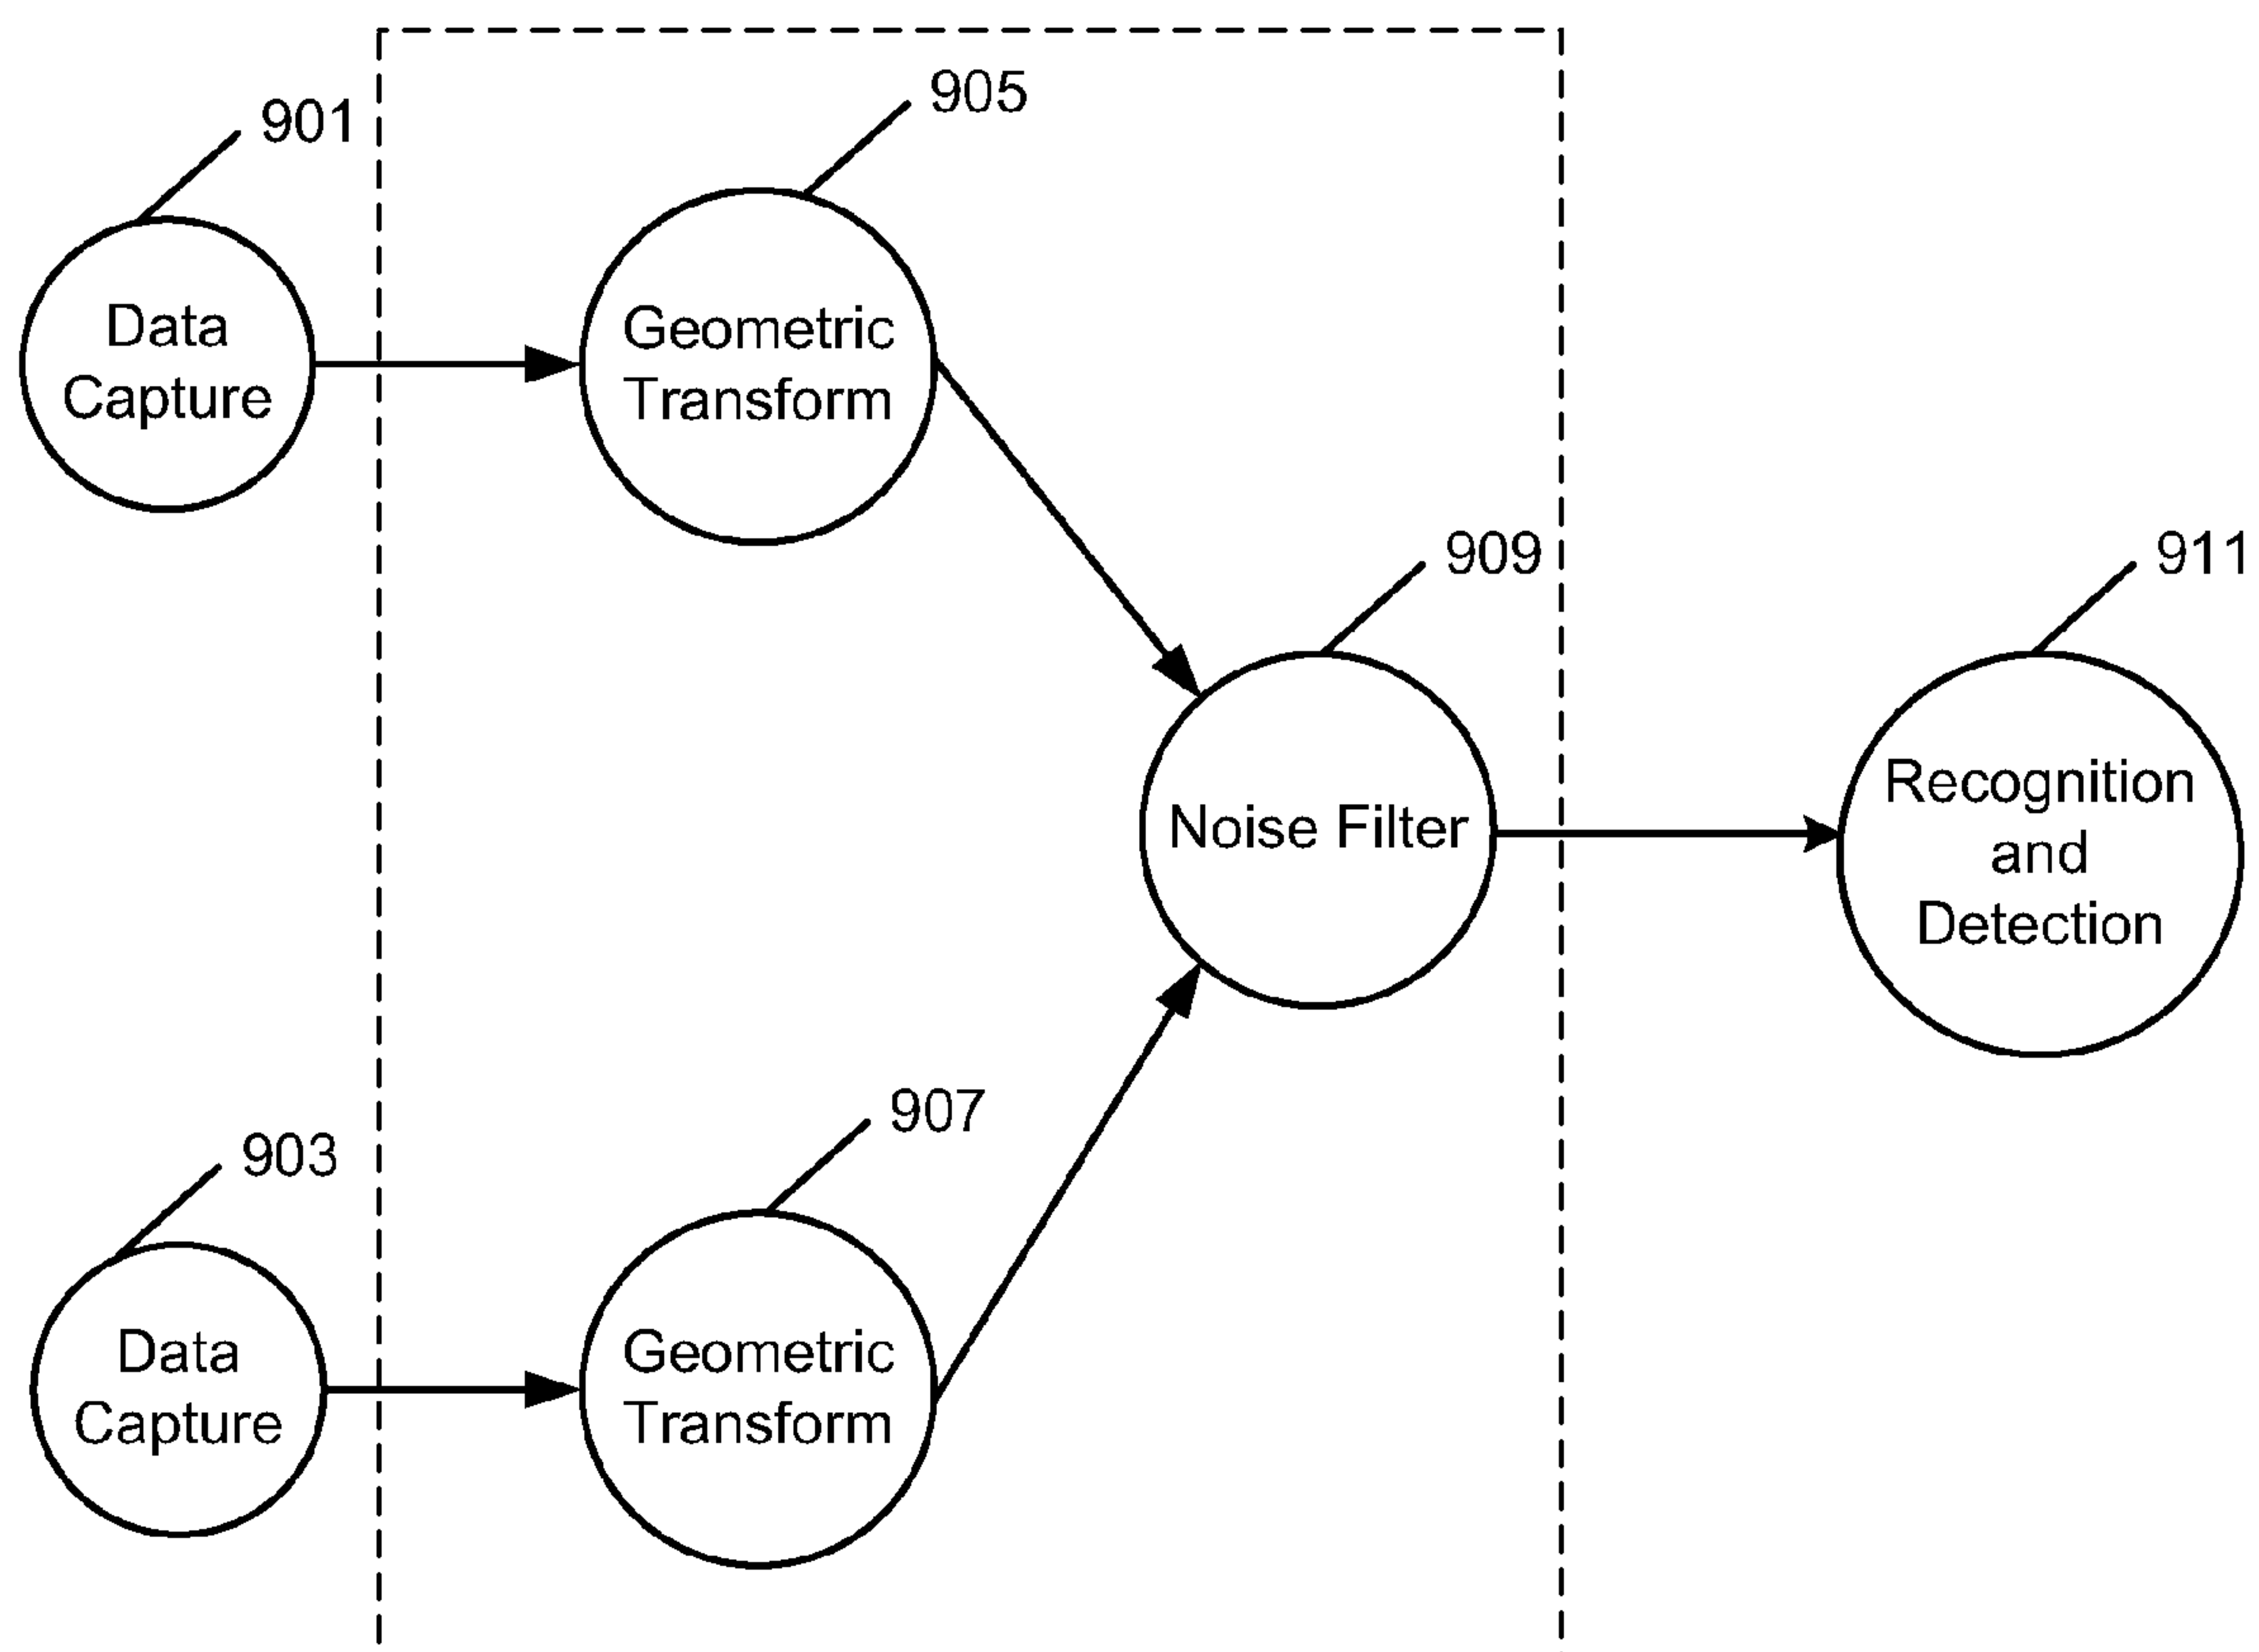 901
Data
Capture
905
Geometric
Transform
909
Noise Filter
911
Recognition
and
Detection
903
Data
Capture
907
Geometric
Transform